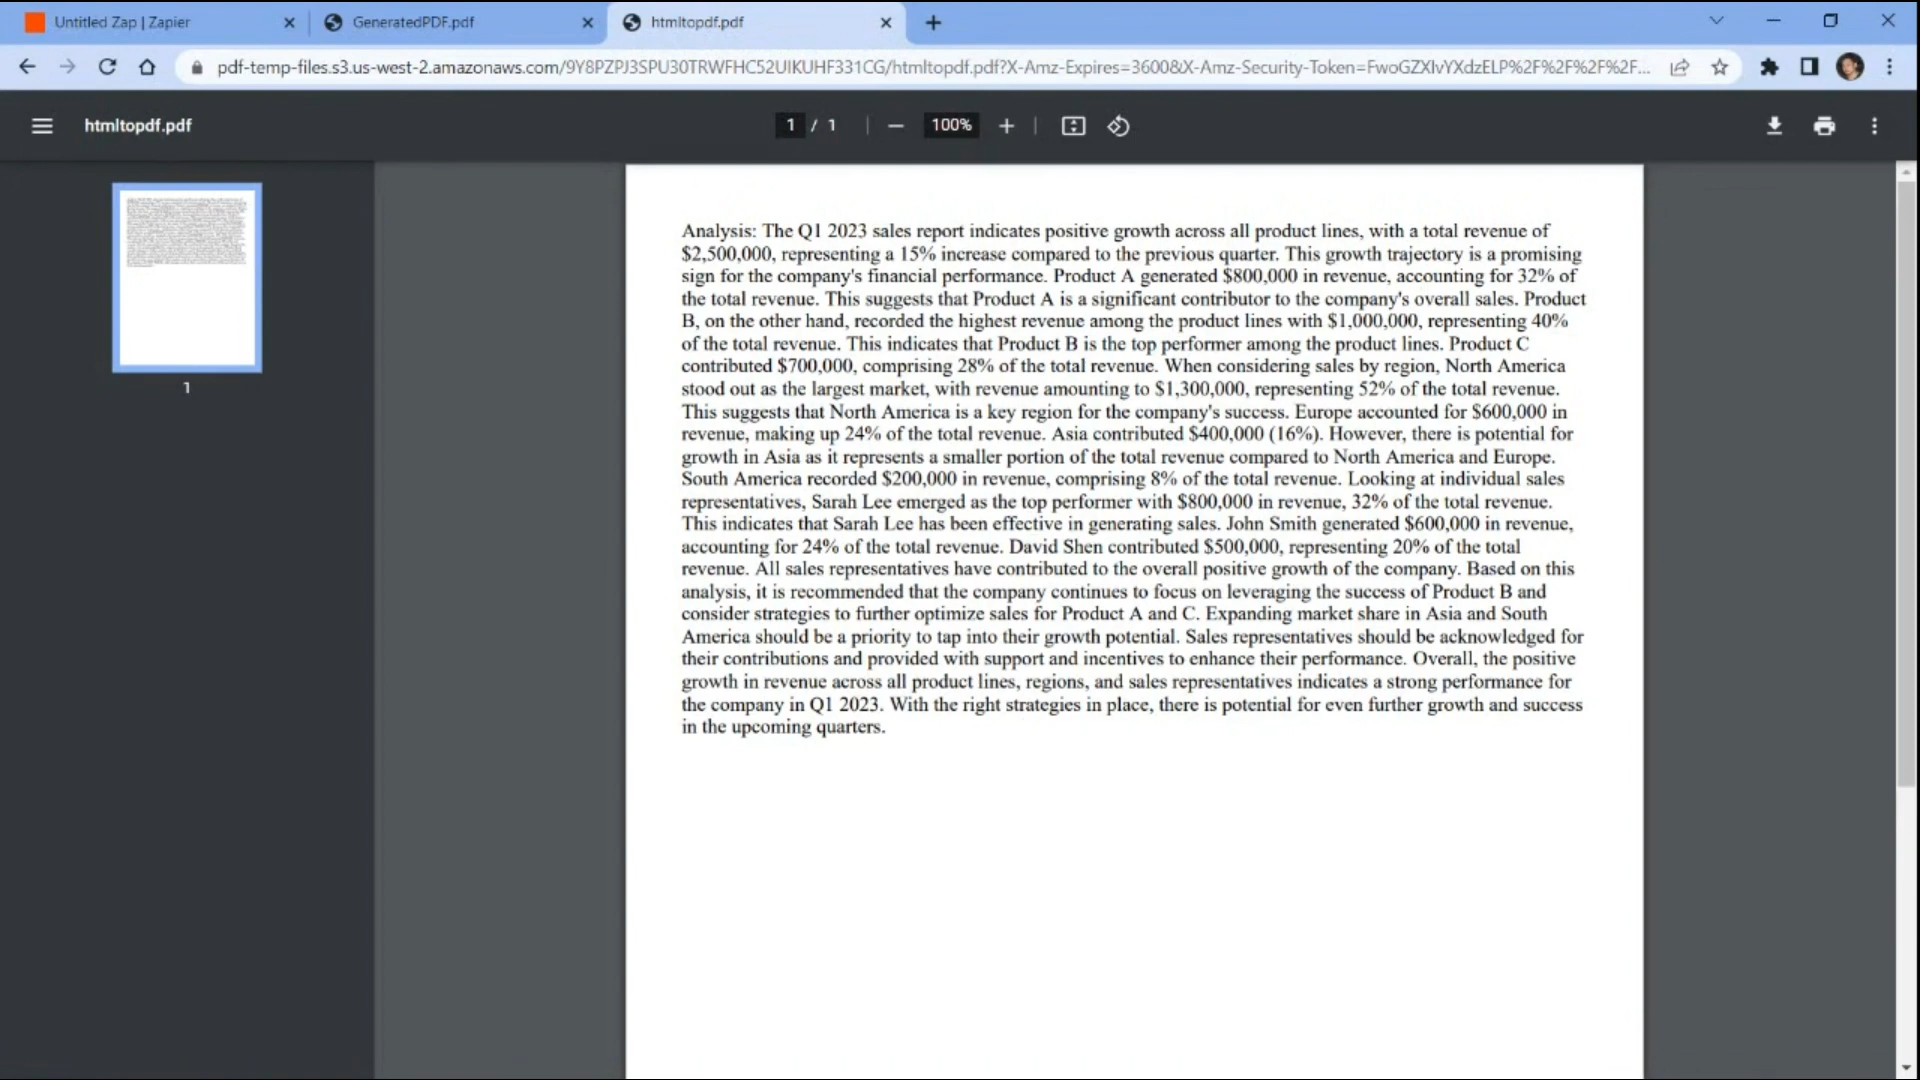 Untitled Zap | Zapier
GeneratedPDF.pdf
htmltopdf.pdf
pdf-temp-files.s3.us-west-2.amazonaws.com/9Y8PZPJ3SPU30TRWFHC52UIKUHF331CG/htmltopdf.pdf?X-Amz-Expires=3600&X-Amz-Security-Token=FwoGZXIvYXdzELP%2F%2F%2F%2F...
htmltopdf.pdf
1 / 1
100%
1
Analysis: The Q1 2023 sales report indicates positive growth across all product lines, with a total revenue of
$2,500,000, representing a 15% increase compared to the previous quarter. This growth trajectory is a promising
sign for the company's financial performance. Product A generated $800,000 in revenue, accounting for 32% of
the total revenue. This suggests that Product A is a significant contributor to the company's overall sales. Product
B, on the other hand, recorded the highest revenue among the product lines with $1,000,000, representing 40%
of the total revenue. This indicates that Product B is the top performer among the product lines. Product C
contributed $700,000, comprising 28% of the total revenue. When considering sales by region, North America
stood out as the largest market, with revenue amounting to $1,300,000, representing 52% of the total revenue.
This suggests that North America is a key region for the company's success. Europe accounted for $600,000 in
revenue, making up 24% of the total revenue. Asia contributed $400,000 (16%). However, there is potential for
growth in Asia as it represents a smaller portion of the total revenue compared to North America and Europe.
South America recorded $200,000 in revenue, comprising 8% of the total revenue. Looking at individual sales
representatives, Sarah Lee emerged as the top performer with $800,000 in revenue, 32% of the total revenue.
This indicates that Sarah Lee has been effective in generating sales. John Smith generated $600,000 in revenue,
accounting for 24% of the total revenue. David Shen contributed $500,000, representing 20% of the total
revenue. All sales representatives have contributed to the overall positive growth of the company. Based on this
analysis, it is recommended that the company continues to focus on leveraging the success of Product B and
consider strategies to further optimize sales for Product A and C. Expanding market share in Asia and South
America should be a priority to tap into their growth potential. Sales representatives should be acknowledged for
their contributions and provided with support and incentives to enhance their performance. Overall, the positive
growth in revenue across all product lines, regions, and sales representatives indicates a strong performance for
the company in Q1 2023. With the right strategies in place, there is potential for even further growth and success
in the upcoming quarters.